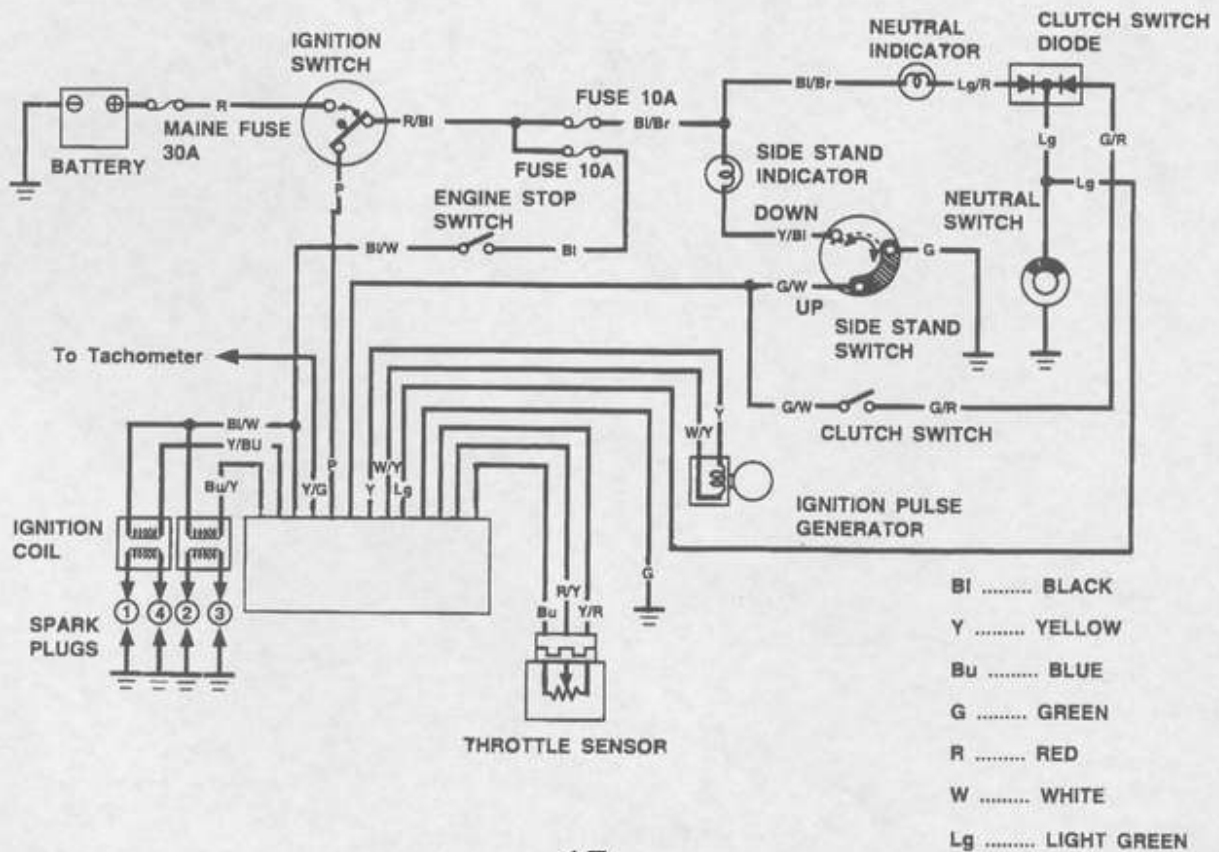 IGNITION
SWITCH
NEUTRAL
INDICATOR
CLUTCH SWITCH
DIODE
BATTERY
R
MAINE FUSE
30A
R/Bl
FUSE 10A
Bl/Br
FUSE 10A
Bl/Br
Lg/R
Lg
G/R
P
ENGINE STOP
SWITCH
Bl/W
Bl
SIDE STAND
INDICATOR
DOWN
Y/Bl
G
NEUTRAL
SWITCH
Lg
G/W
UP
SIDE STAND
SWITCH
To Tachometer
G/W
G/R
CLUTCH SWITCH
Bl/W
Y/BU
Bu/Y
Y/G
P
Y
W/Y
Lg
W/Y
Y
IGNITION PULSE
GENERATOR
IGNITION
COIL
SPARK
PLUGS
1
4
2
3
Bu
R/Y
Y/R
G
THROTTLE SENSOR
Bl ......... BLACK
Y ......... YELLOW
Bu ......... BLUE
G ......... GREEN
R ......... RED
W ......... WHITE
Lg ......... LIGHT GREEN